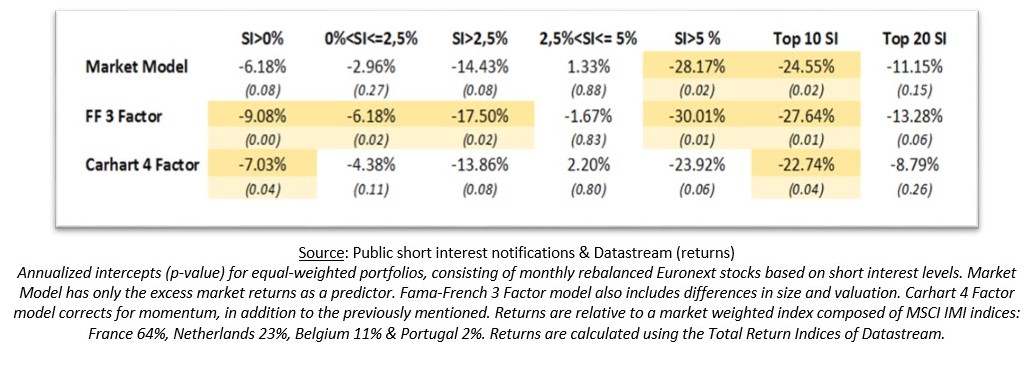 SI>0% 0%<SI<=2,5% SI>2,5% 2,5%<SI<= 5% SI>5 % Top 10 SI Top 20 SI
Market Model -6.18% -2.96% -14.43% 1.33% -28.17% -24.55% -11.15%
(0.08) (0.27) (0.08) (0.88) (0.02) (0.02) (0.15)
FF 3 Factor -9.08% -6.18% -17.50% -1.67% -30.01% -27.64% -13.28%
(0.00) (0.02) (0.02) (0.83) (0.01) (0.01) (0.06)
Carhart 4 Factor -7.03% -4.38% -13.86% 2.20% -23.92% -22.74% -8.79%
(0.04) (0.11) (0.08) (0.80) (0.06) (0.04) (0.26)
Source: Public short interest notifications & Datastream (returns)
Annualized intercepts (p-value) for equal-weighted portfolios, consisting of monthly rebalanced Euronext stocks based on short interest levels. Market
Model has only the excess market returns as a predictor. Fama-French 3 Factor model also includes differences in size and valuation. Carhart 4 Factor
model corrects for momentum, in addition to the previously mentioned. Returns are relative to a market weighted index composed of MSCI IMI indices:
France 64%, Netherlands 23%, Belgium 11% & Portugal 2%. Returns are calculated using the Total Return Indices of Datastream.